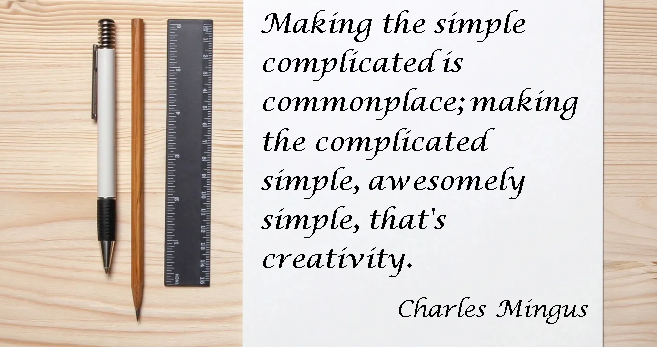 Making the simple
complicated is
commonplace; making
the complicated
simple, awesomely
simple, that's
creativity.
Charles Mingus